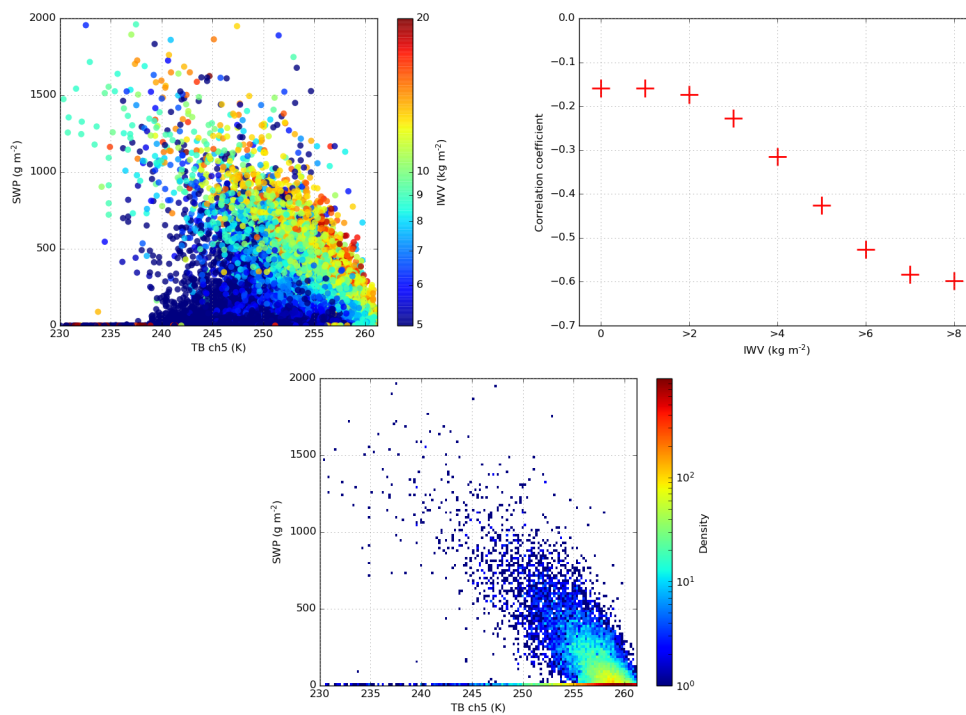 2000
1500
1000
500
0
SWP (g m⁻²)
230 235 240 245 250 255 260
TB ch5 (K)
20
10
9
8
7
6
5
IWV (kg m⁻²)
0.0
−0.1
−0.2
−0.3
−0.4
−0.5
−0.6
−0.7
Correlation coefficient
0 >2 >4 >6 >8
IWV (kg m⁻²)
2000
1500
1000
500
0
SWP (g m⁻²)
230 235 240 245 250 255 260
TB ch5 (K)
10²
10¹
10⁰
Density